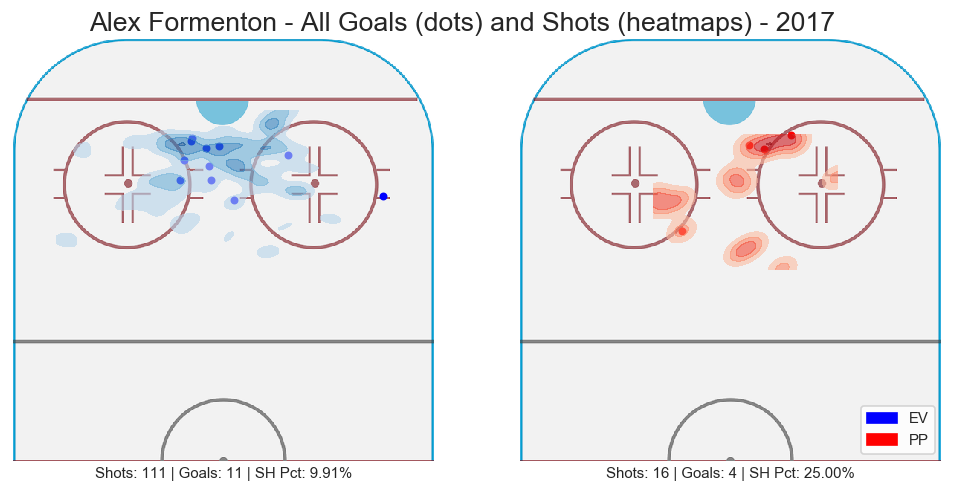 Alex Formenton - All Goals (dots) and Shots (heatmaps) - 2017
EV
PP
Shots: 111 | Goals: 11 | SH Pct: 9.91%
Shots: 16 | Goals: 4 | SH Pct: 25.00%